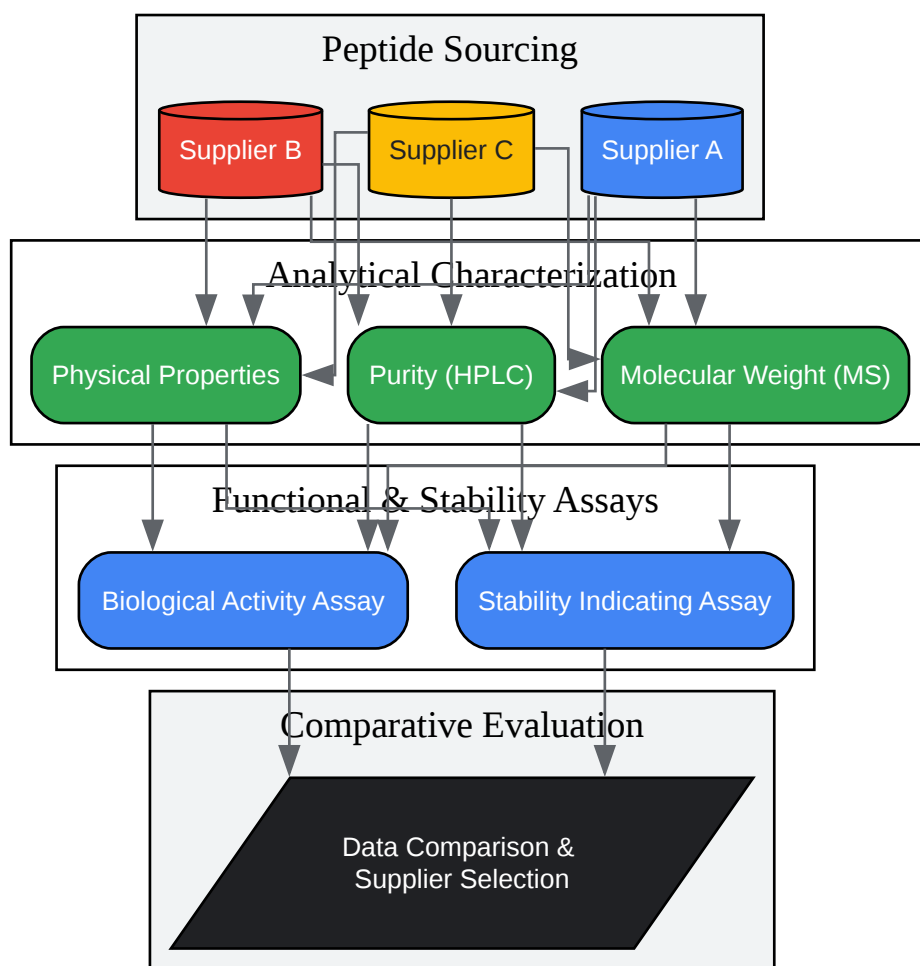 Peptide Sourcing
Supplier B
Supplier C
Supplier A
Analytical Characterization
Physical Properties
Purity (HPLC)
Molecular Weight (MS)
Functional & Stability Assays
Biological Activity Assay
Stability Indicating Assay
Comparative Evaluation
Data Comparison &
Supplier Selection